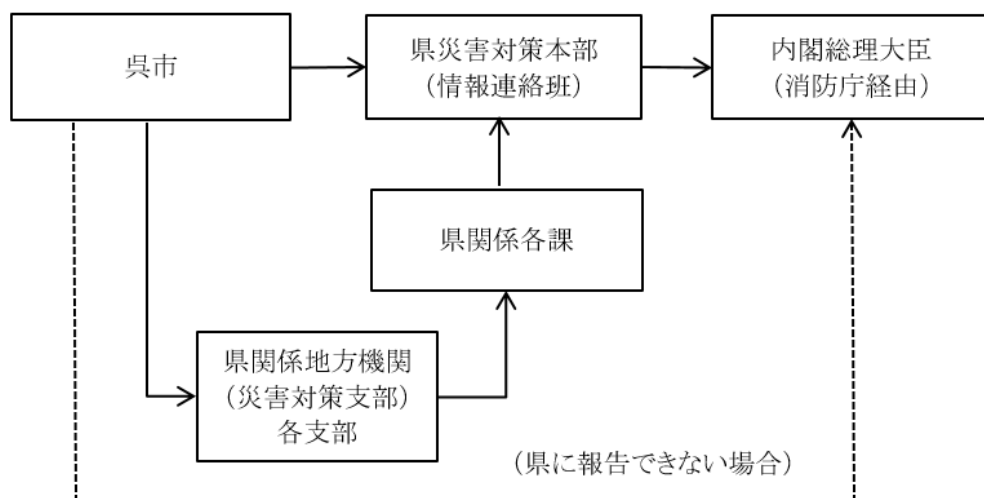 呉市
県災害対策本部
（情報連絡班）
内閣総理大臣
（消防庁経由）
県関係各課
県関係地方機関
（災害対策支部）
各支部
（県に報告できない場合）